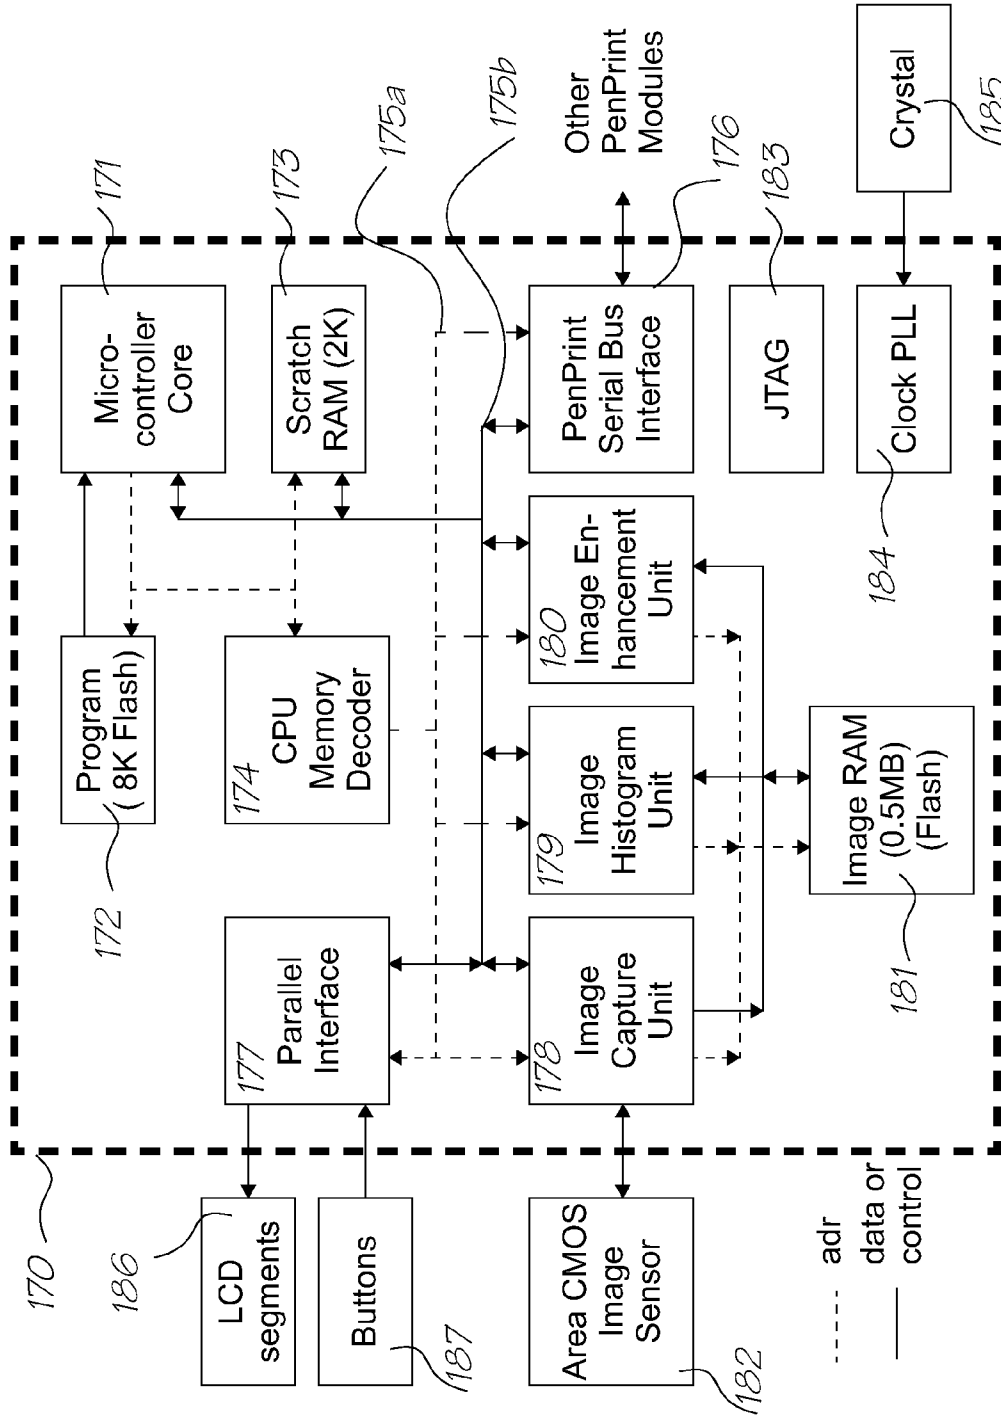 170
186
LCD
segments
Buttons
187
Area CMOS
Image
Sensor
182
adr
data or
control
177
Parallel
Interface
178
Image
Capture
Unit
172
Program
( 8K Flash)
174
CPU
Memory
Decoder
179
Image
Histogram
Unit
181
Image RAM
(0.5MB)
(Flash)
180
Image En-
hancement
Unit
184
Micro-
controller
Core
171
Scratch
RAM (2K)
173
175a
175b
PenPrint
Serial Bus
Interface
176
Other
PenPrint
Modules
JTAG
183
Clock PLL
Crystal
185